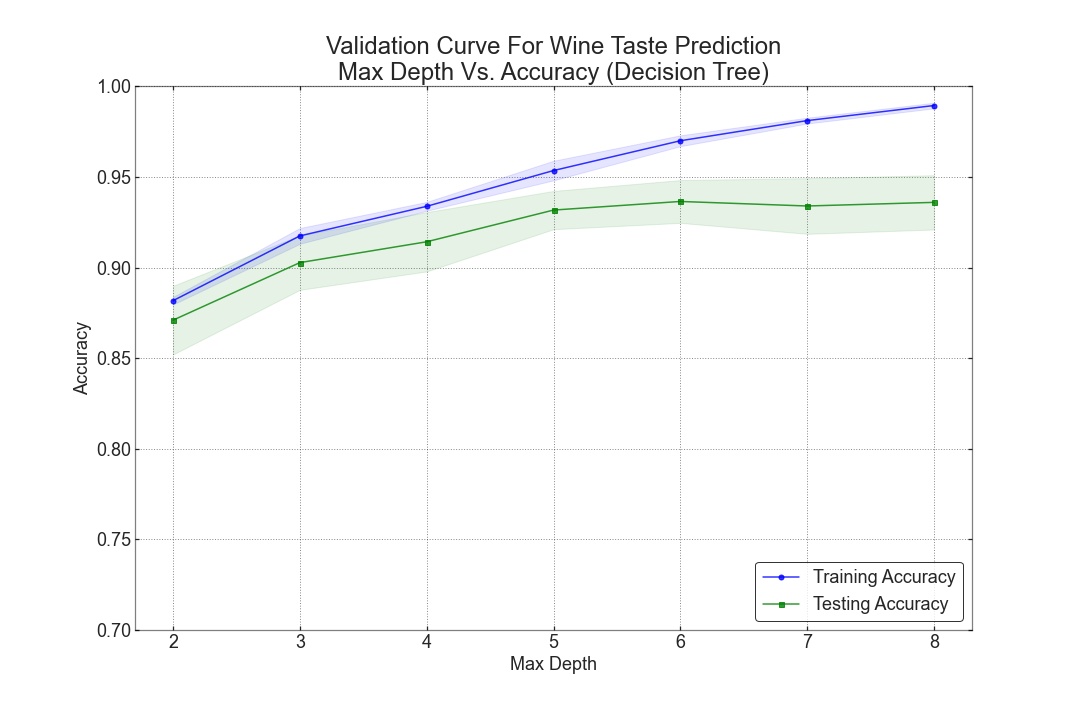 Validation Curve For Wine Taste Prediction
Max Depth Vs. Accuracy (Decision Tree)
1.00
0.95
0.90
0.85
0.80
0.75
0.70
Accuracy
Training Accuracy
Testing Accuracy
2 3 4 5 6 7 8
Max Depth